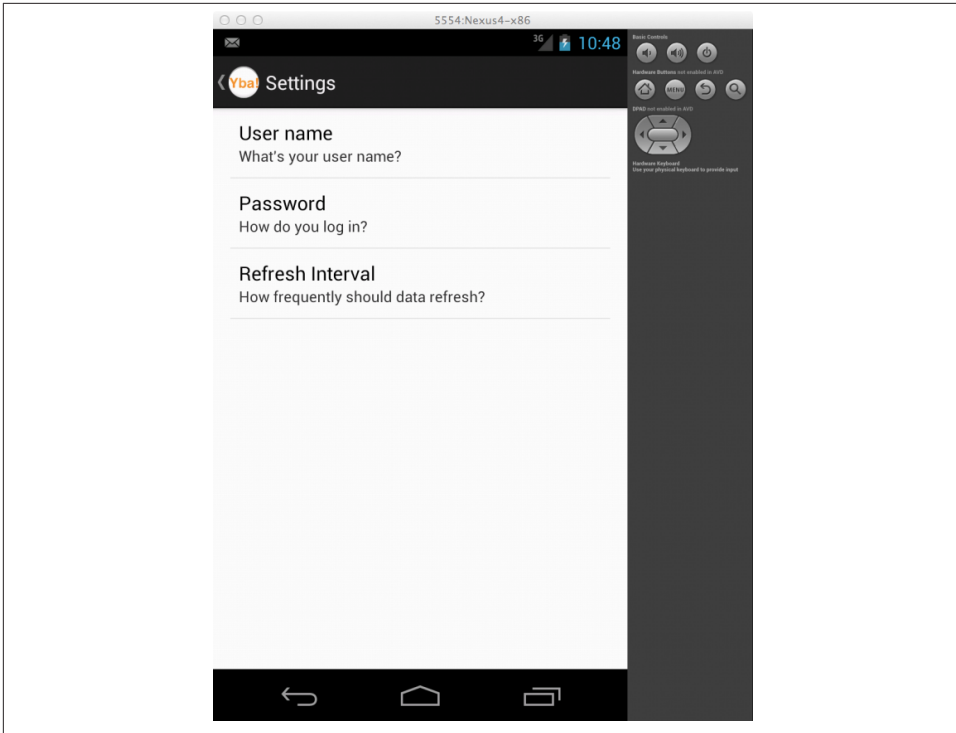 5554:Nexus4-x86
3G 10:48
Yba! Settings
User name
What's your user name?
Password
How do you log in?
Refresh Interval
How frequently should data refresh?
Basic Controls
Hardware Buttons not enabled in AVD
MENU
DPAD not enabled in AVD
Hardware Keyboard
Use your physical keyboard to provide input